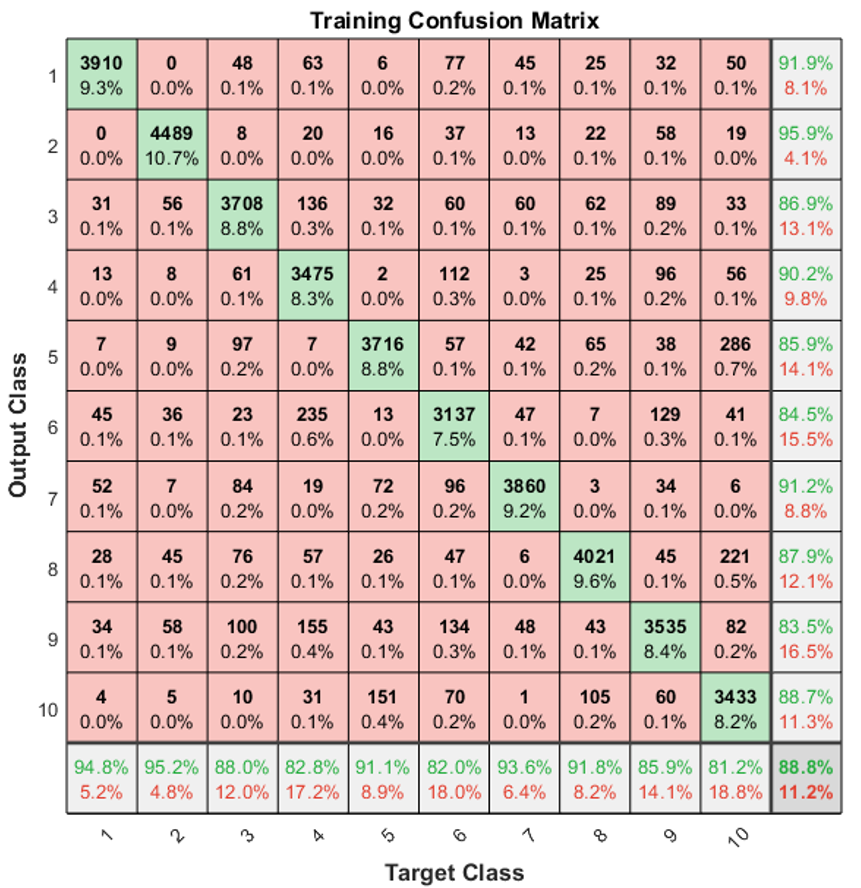 Training Confusion Matrix
3910 0 48 63 6 77 45 25 32 50 91.9%
1
9.3% 0.0% 0.1% 0.1% 0.0% 0.2% 0.1% 0.1% 0.1% 0.1% 8.1%
0 4489 8 20 16 37 13 22 58 19 95.9%
2
0.0% 10.7% 0.0% 0.0% 0.0% 0.1% 0.0% 0.1% 0.1% 0.0% 4.1%
31 56 3708 136 32 60 60 62 89 33 86.9%
3
0.1% 0.1% 8.8% 0.3% 0.1% 0.1% 0.1% 0.1% 0.2% 0.1% 13.1%
13 8 61 3475 2 112 3 25 96 56 90.2%
4
0.0% 0.0% 0.1% 8.3% 0.0% 0.3% 0.0% 0.1% 0.2% 0.1% 9.8%
7 9 97 7 3716 57 42 65 38 286 85.9%
5
0.0% 0.0% 0.2% 0.0% 8.8% 0.1% 0.1% 0.2% 0.1% 0.7% 14.1%
45 36 23 235 13 3137 47 7 129 41 84.5%
6
0.1% 0.1% 0.1% 0.6% 0.0% 7.5% 0.1% 0.0% 0.3% 0.1% 15.5%
52 7 84 19 72 96 3860 3 34 6 91.2%
7
0.1% 0.0% 0.2% 0.0% 0.2% 0.2% 9.2% 0.0% 0.1% 0.0% 8.8%
28 45 76 57 26 47 6 4021 45 221 87.9%
8
0.1% 0.1% 0.2% 0.1% 0.1% 0.1% 0.0% 9.6% 0.1% 0.5% 12.1%
34 58 100 155 43 134 48 43 3535 82 83.5%
9
0.1% 0.1% 0.2% 0.4% 0.1% 0.3% 0.1% 0.1% 8.4% 0.2% 16.5%
4 5 10 31 151 70 1 105 60 3433 88.7%
10
0.0% 0.0% 0.0% 0.1% 0.4% 0.2% 0.0% 0.2% 0.1% 8.2% 11.3%
94.8% 95.2% 88.0% 82.8% 91.1% 82.0% 93.6% 91.8% 85.9% 81.2% 88.8%
5.2% 4.8% 12.0% 17.2% 8.9% 18.0% 6.4% 8.2% 14.1% 18.8% 11.2%
1 2 3 4 5 6 7 8 9 10
Target Class
Output Class